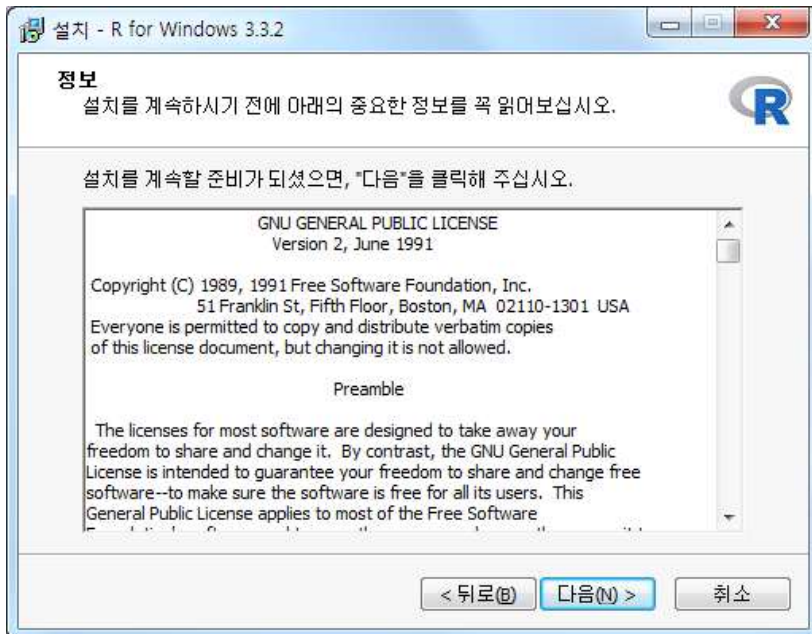 설치 - R for Windows 3.3.2
정보
설치를 계속하시기 전에 아래의 중요한 정보를 꼭 읽어보십시오.
R
설치를 계속할 준비가 되셨으면, "다음"을 클릭해 주십시오.
GNU GENERAL PUBLIC LICENSE
Version 2, June 1991
Copyright (C) 1989, 1991 Free Software Foundation, Inc.
51 Franklin St, Fifth Floor, Boston, MA 02110-1301 USA
Everyone is permitted to copy and distribute verbatim copies
of this license document, but changing it is not allowed.
Preamble
The licenses for most software are designed to take away your
freedom to share and change it. By contrast, the GNU General Public
License is intended to guarantee your freedom to share and change free
software--to make sure the software is free for all its users. This
General Public License applies to most of the Free Software
< 뒤로(B) 다음(N) > 취소